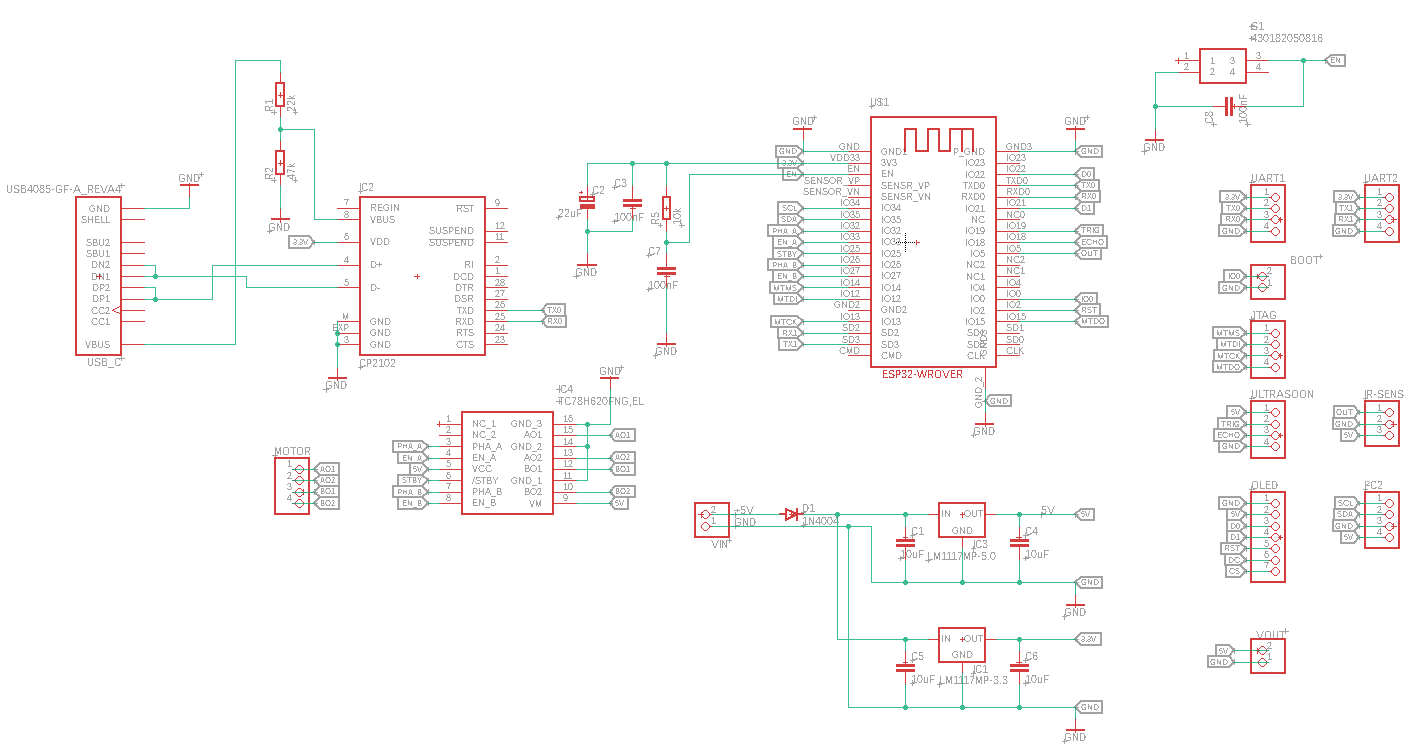 USB4085-GF-A_REVA4
GND
GND
SHELL
SBU2
SBU1
DN2
DN1
DP2
DP1
CC2
CC1
VBUS
USB_C
R1
22k
R2
47k
GND
IC2
REGIN 7
VBUS 8
3.3V
VDD 6
D+ 4
D- 5
M GND
EXP GND
3 GND
GND
RST 9
SUSPEND 12
SUSPEND 11
RI 2
DCD 1
DTR 28
DSR 27
TXD 26 TX0
RXD 25 RX0
RTS 24
CTS 23
CP2102
C2
22uF
C3
100nF
R5
10k
C7
100nF
GND
GND
US1
GND
GND
GND GND GND1
3.3V VDD33 3V3
EN EN EN
SENSOR_VP SENSR_VP
SENSOR_VN SENSR_VN
SCL IO34 IO34
SDA IO35 IO35
PHA_A IO32 IO32
EN_A IO33 IO33
STBY IO25 IO25
PHA_B IO26 IO26
EN_B IO27 IO27
MTMS IO14 IO14
MTDI IO12 IO12
GND2 GND2
MTCK IO13 IO13
RX1 SD2 SD2
TX1 SD3 SD3
CMD CMD
P_GND GND3 GND
IO23 IO23
IO22 IO22 D0
TXD0 TXD0 TX0
RXD0 RXD0 RX0
IO21 IO21 D1
NC NC0
IO19 IO19 TRIG
IO18 IO18 ECHO
IO5 IO5 OUT
NC2 NC2
NC1 NC1
IO4 IO4
IO0 IO0 IO0
IO2 IO2 RST
IO15 IO15 MTDO
SD1
SD0
CLK CLK
ESP32-WROVER
GND_2
GND
GND
S1
430182050816
1 1 3 3
2 2 4 4
EN
C8
100nF
GND
UART1
3.3V 1
TX0 2
RX0 3
GND 4
UART2
3.3V 1
TX1 2
RX1 3
GND 4
BOOT
IO0 2
GND 1
JTAG
MTMS 1
MTDI 2
MTCK 3
MTDO 4
ULTRASOON
5V 1
TRIG 2
ECHO 3
GND 4
IR-SENS
OUT 1
GND 2
5V 3
OLED
GND 1
5V 2
D0 3
D1 4
RST 5
DC 6
CS 7
I²C2
SCL 1
SDA 2
GND 3
5V 4
VOUT
5V 2
GND 1
MOTOR
1 AO1
2 AO2
3 BO1
4 BO2
GND
IC4
TC78H620FNG,EL
1 NC_1
2 NC_2
PHA_A 3 PHA_A
EN_A 4 EN_A
5V 5 VCC
STBY 6 /STBY
PHA_B 7 PHA_B
EN_B 8 EN_B
GND_3 16
AO1 15 AO1
GND_2 14
AO2 13 AO2
BO1 12 BO1
GND_1 11
BO2 10 BO2
VM 9 5V
2 +5V
1 GND
VIN
D1
1N4004
C1
10uF
IN OUT
GND
IC3
LM1117MP-5.0
C4
10uF
5V
5V
GND
GND
C5
10uF
IN OUT
GND
IC1
LM1117MP-3.3
C6
10uF
3.3V
GND
GND